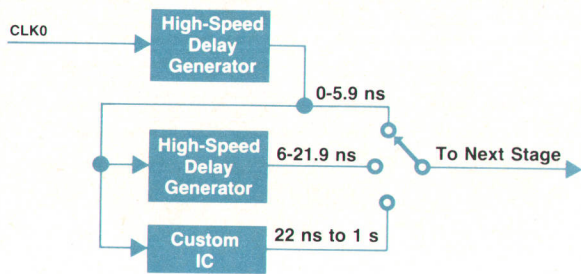 CLK0
High-Speed
Delay
Generator
0-5.9 ns
High-Speed
Delay
Generator
6-21.9 ns
To Next Stage
Custom
IC
22 ns to 1 s